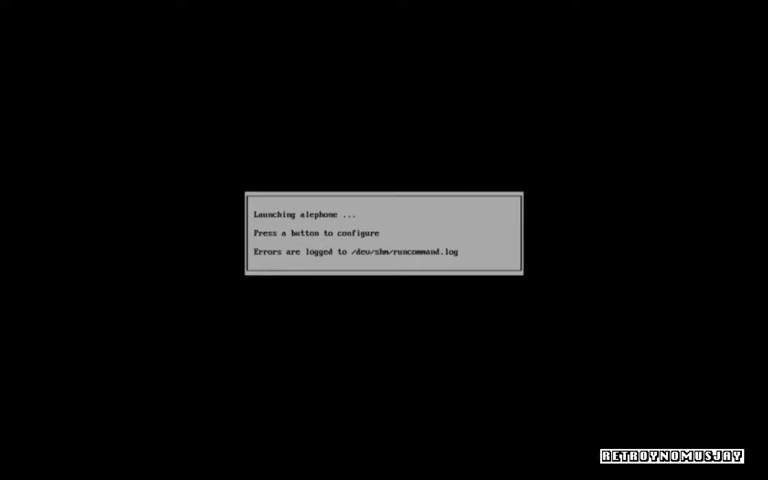 Launching alephone ...
Press a button to configure
Errors are logged to /dev/shm/runcommand.log
RETROYNOMUSJAY